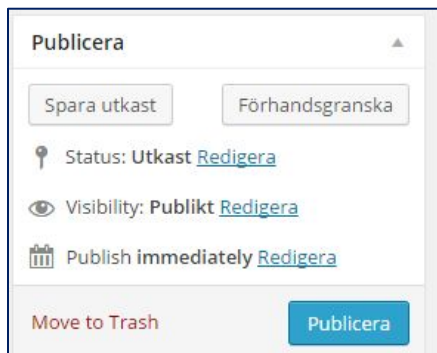 Publicera
Spara utkast Förhandsgranska
Status: Utkast Redigera
Visibility: Publikt Redigera
Publish immediately Redigera
Move to Trash Publicera